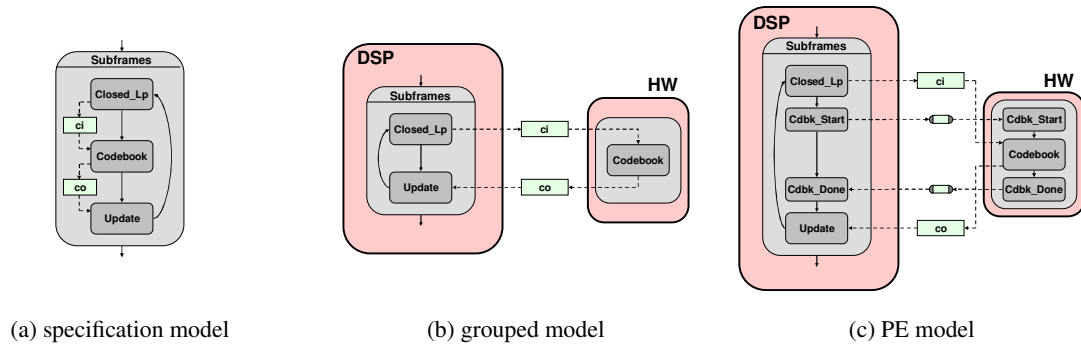 Subframes
Closed_Lp
ci
Codebook
co
Update
(a) specification model
DSP
Subframes
Closed_Lp
Update
ci
co
HW
Codebook
(b) grouped model
DSP
Subframes
Closed_Lp
Cdbk_Start
Cdbk_Done
Update
ci
co
HW
Cdbk_Start
Codebook
Cdbk_Done
(c) PE model